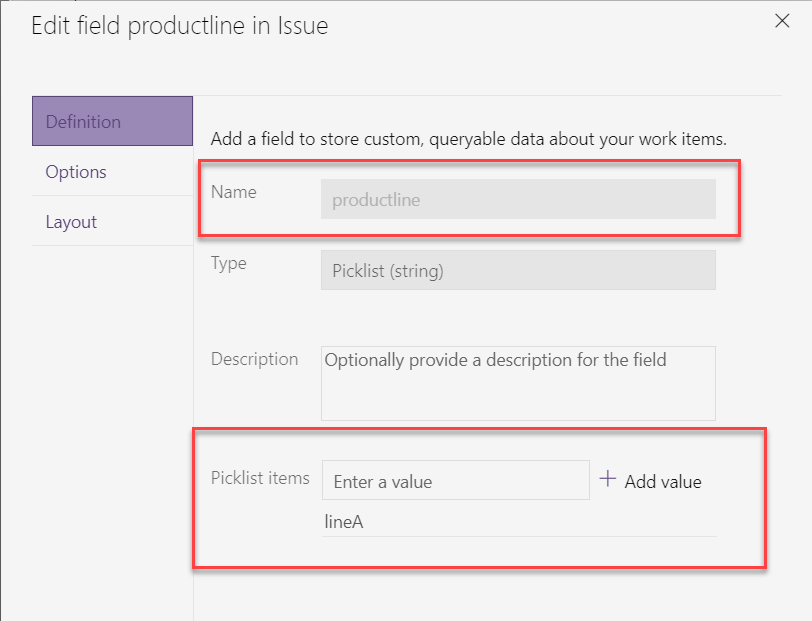 Edit field productline in Issue
Definition
Options
Layout
Add a field to store custom, queryable data about your work items.
Name
productline
Type
Picklist (string)
Description
Optionally provide a description for the field
Picklist items
Enter a value
Add value
lineA